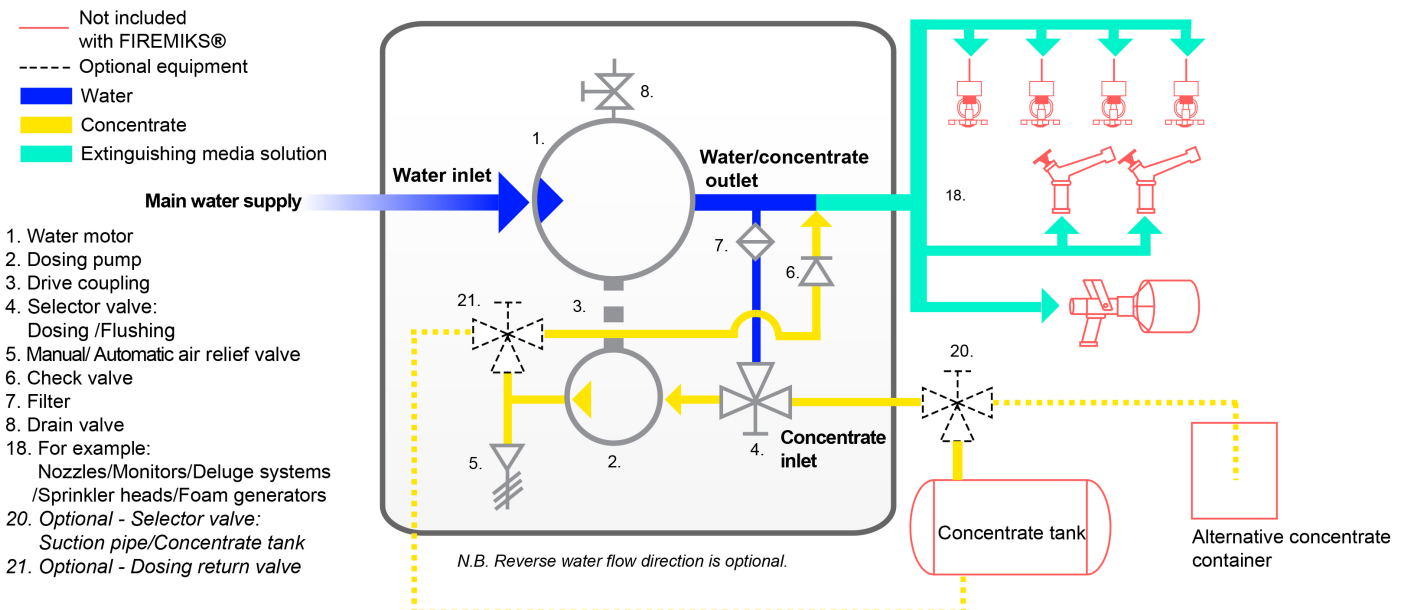 Not included
with FIREMIKS®
Optional equipment
Water
Concentrate
Extinguishing media solution
Main water supply
Water inlet
Water/concentrate
outlet
1. Water motor
2. Dosing pump
3. Drive coupling
4. Selector valve:
Dosing /Flushing
5. Manual/ Automatic air relief valve
6. Check valve
7. Filter
8. Drain valve
18. For example:
Nozzles/Monitors/Deluge systems
/Sprinkler heads/Foam generators
20. Optional - Selector valve:
Suction pipe/Concentrate tank
21. Optional - Dosing return valve
8.
1.
7.
6.
21.
3.
5.
2.
4.
Concentrate
inlet
18.
20.
Concentrate tank
Alternative concentrate
container
N.B. Reverse water flow direction is optional.